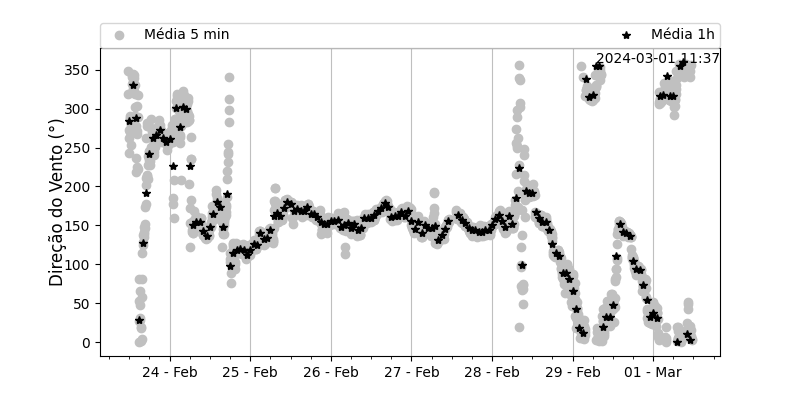 Média 5 min
Média 1h
2024-03-01 11:37
Direção do Vento (°)
350
300
250
200
150
100
50
0
24 - Feb
25 - Feb
26 - Feb
27 - Feb
28 - Feb
29 - Feb
01 - Mar